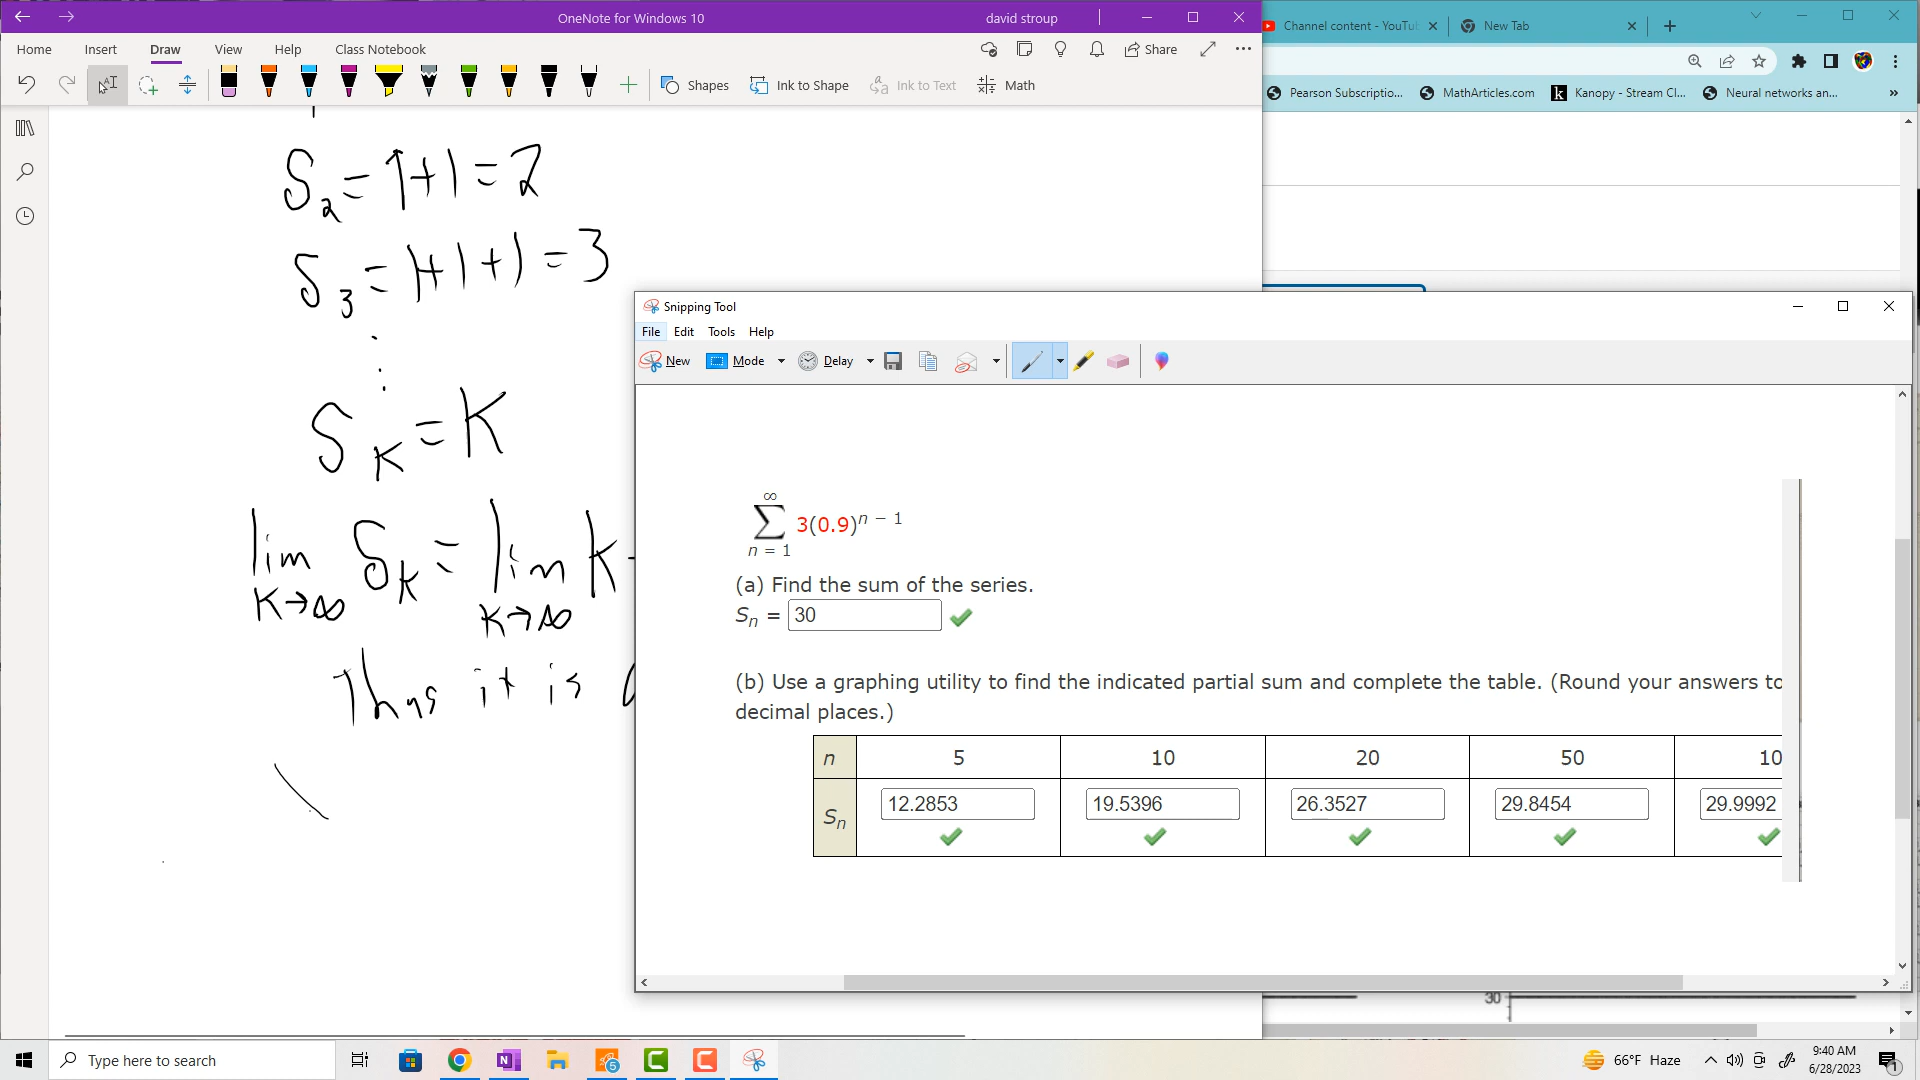 OneNote for Windows 10
david stroup
Home Insert Draw View Help Class Notebook
Share
Shapes Ink to Shape Ink to Text Math
S₂ = 1+1 = 2
S₃ = 1+1+1 = 3
S_K = K
lim S_K = lim K
K→∞ K→∞
Thus it is
Channel content - YouTu
New Tab
Pearson Subscriptio...
MathArticles.com
k
Kanopy - Stream Cl...
Neural networks an...
»
Snipping Tool
File Edit Tools Help
New Mode Delay
∞
∑ 3(0.9)ⁿ ⁻ ¹
n = 1
(a) Find the sum of the series.
Sₙ = 30
(b) Use a graphing utility to find the indicated partial sum and complete the table. (Round your answers to
decimal places.)
n 5 10 20 50 10
Sₙ 12.2853 19.5396 26.3527 29.8454 29.9992
30
Type here to search
N
5
C
C
66°F Haze
9:40 AM
6/28/2023
1